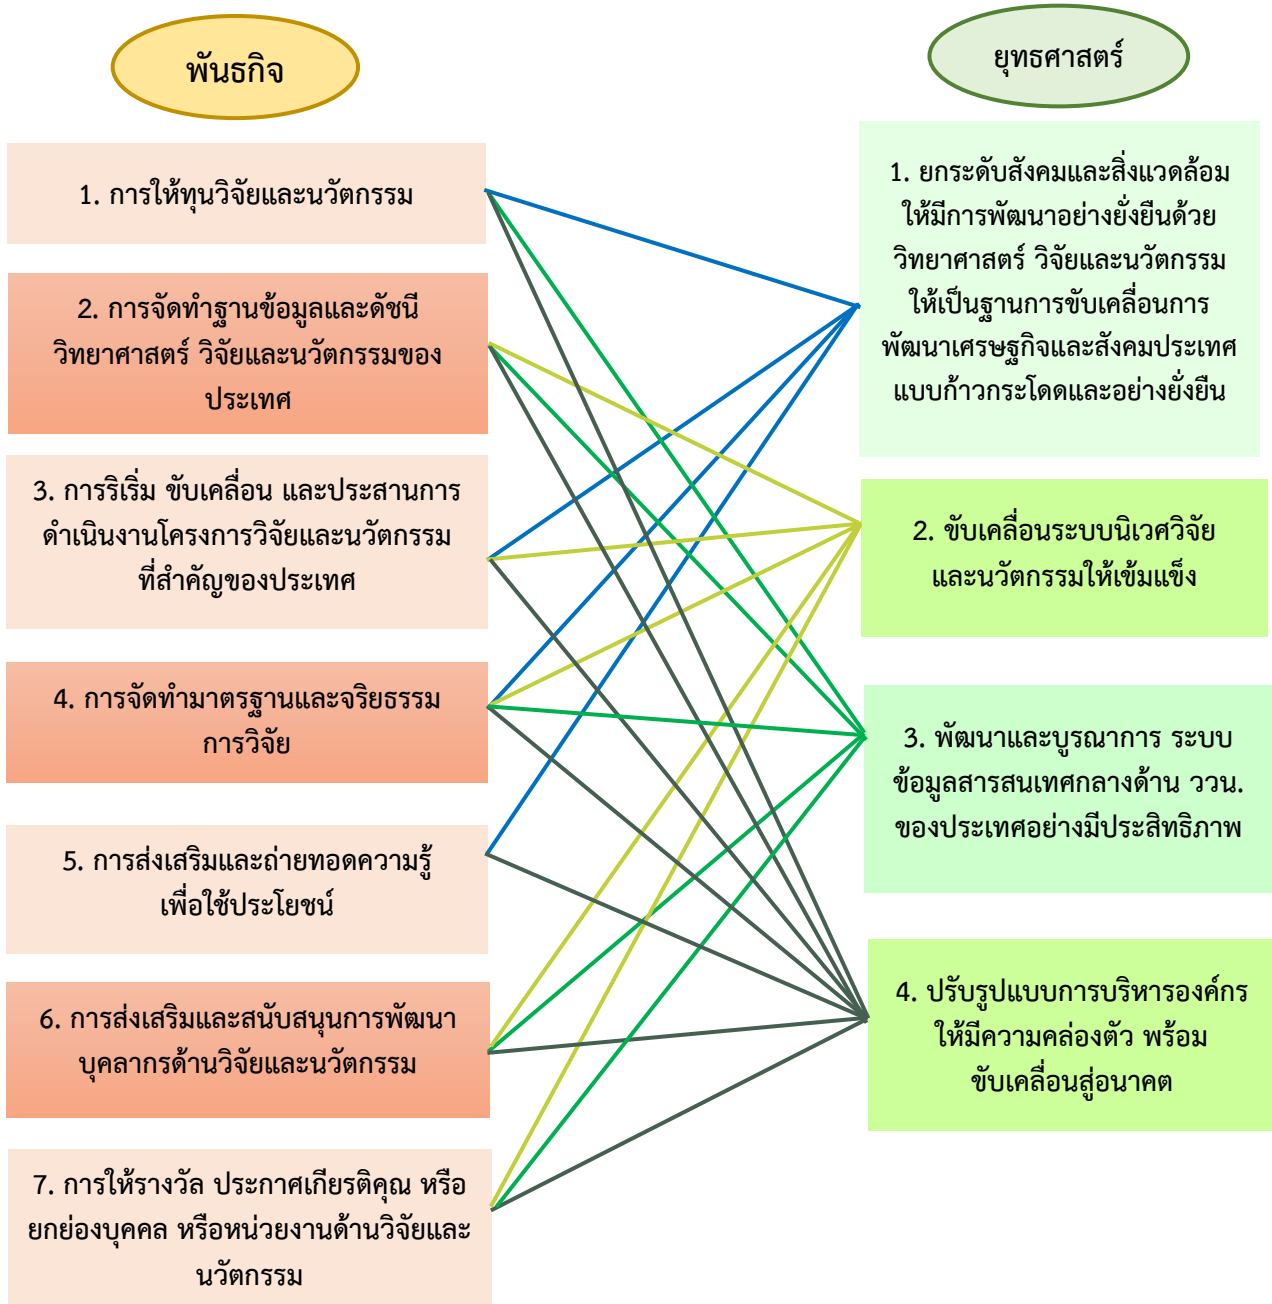 พันธกิจ
1. การให้ทุนวิจัยและนวัตกรรม
2. การจัดทำฐานข้อมูลและดัชนี
วิทยาศาสตร์ วิจัยและนวัตกรรมของ
ประเทศ
3. การริเริ่ม ขับเคลื่อน และประสานการ
ดำเนินงานโครงการวิจัยและนวัตกรรม
ที่สำคัญของประเทศ
4. การจัดทำมาตรฐานและจริยธรรม
การวิจัย
5. การส่งเสริมและถ่ายทอดความรู้
เพื่อใช้ประโยชน์
6. การส่งเสริมและสนับสนุนการพัฒนา
บุคลากรด้านวิจัยและนวัตกรรม
7. การให้รางวัล ประกาศเกียรติคุณ หรือ
ยกย่องบุคคล หรือหน่วยงานด้านวิจัยและ
นวัตกรรม
ยุทธศาสตร์
1. ยกระดับสังคมและสิ่งแวดล้อม
ให้มีการพัฒนาอย่างยั่งยืนด้วย
วิทยาศาสตร์ วิจัยและนวัตกรรม
ให้เป็นฐานการขับเคลื่อนการ
พัฒนาเศรษฐกิจและสังคมประเทศ
แบบก้าวกระโดดและอย่างยั่งยืน
2. ขับเคลื่อนระบบนิเวศวิจัย
และนวัตกรรมให้เข้มแข็ง
3. พัฒนาและบูรณาการ ระบบ
ข้อมูลสารสนเทศกลางด้าน ววน.
ของประเทศอย่างมีประสิทธิภาพ
4. ปรับรูปแบบการบริหารองค์กร
ให้มีความคล่องตัว พร้อม
ขับเคลื่อนสู่อนาคต